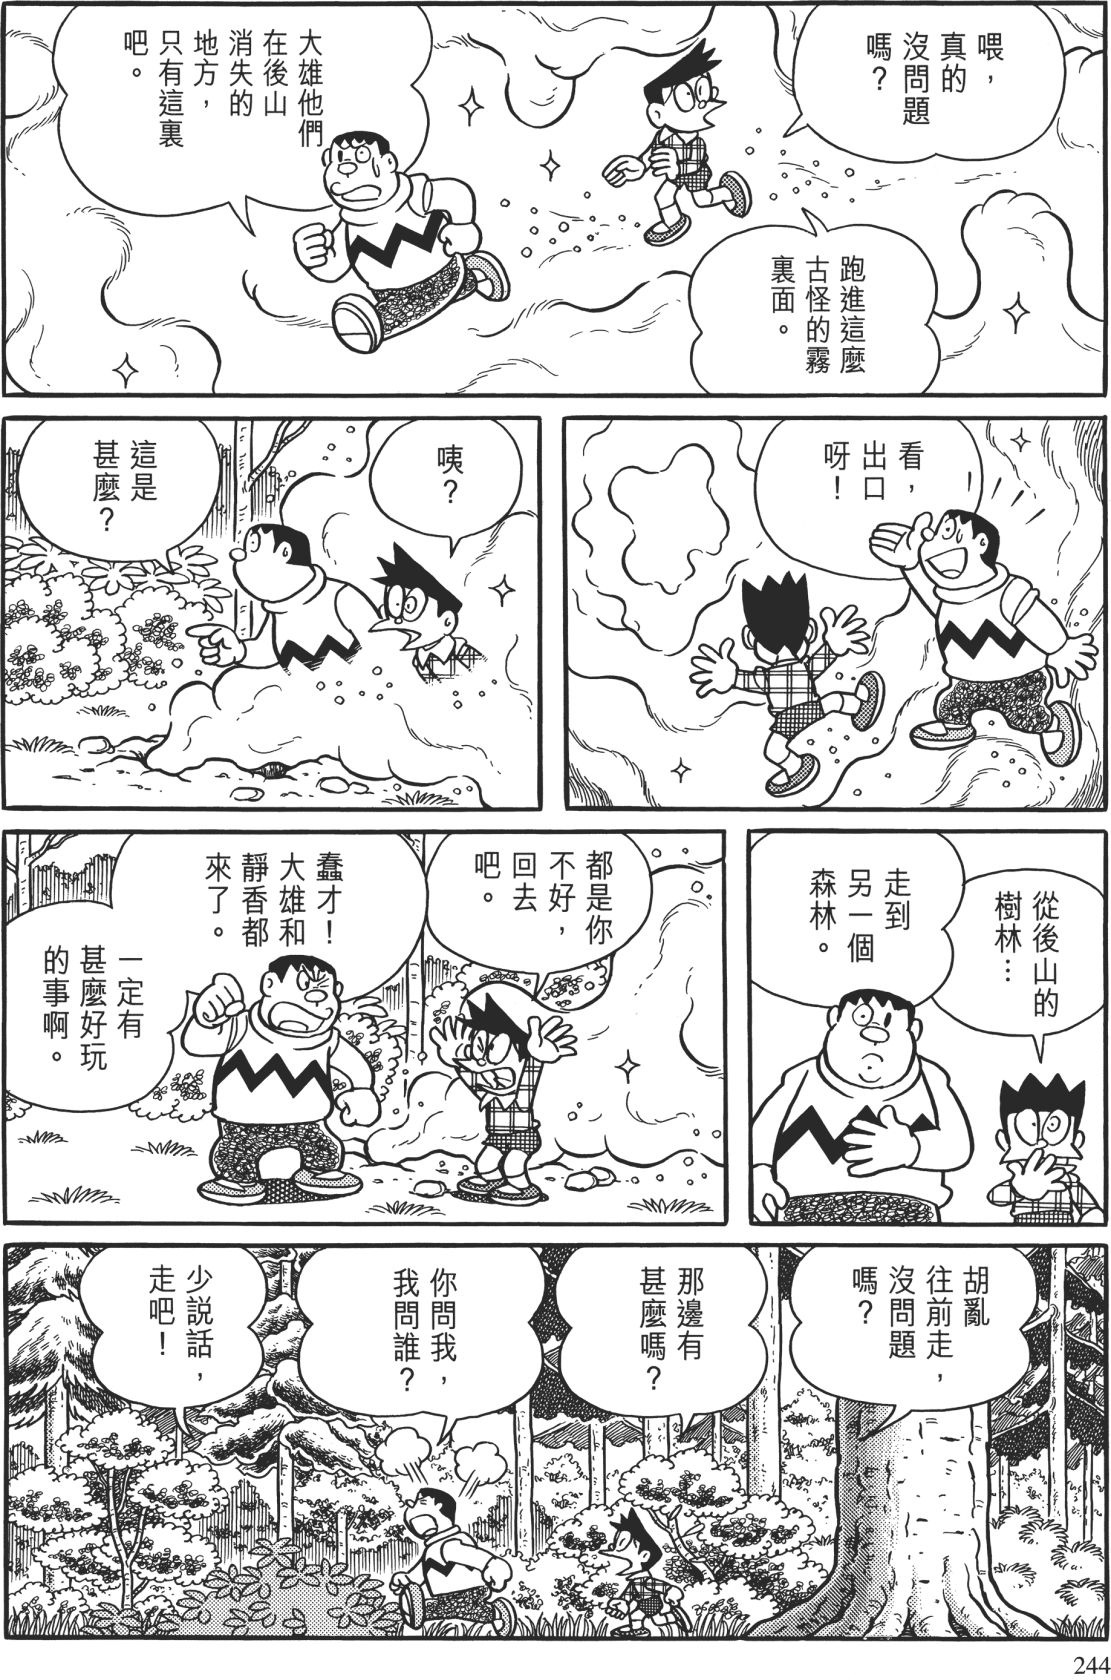 喂，
真的
沒問題
嗎？
跑進這麼
古怪的霧
裏面。
大雄他們
在後山
消失的
地方，
只有這裏
吧。
看，
出口
呀！
咦？
這是
甚麼？
從後山的
樹林…
走到
另一個
森林。
都是你
不好，
回去
吧。
蠢才！
大雄和
靜香都
來了。
一定有
甚麼好玩
的事啊。
胡亂
往前走，
沒問題
嗎？
那邊有
甚麼嗎？
你問我，
我問誰？
少説話，
走吧！
244